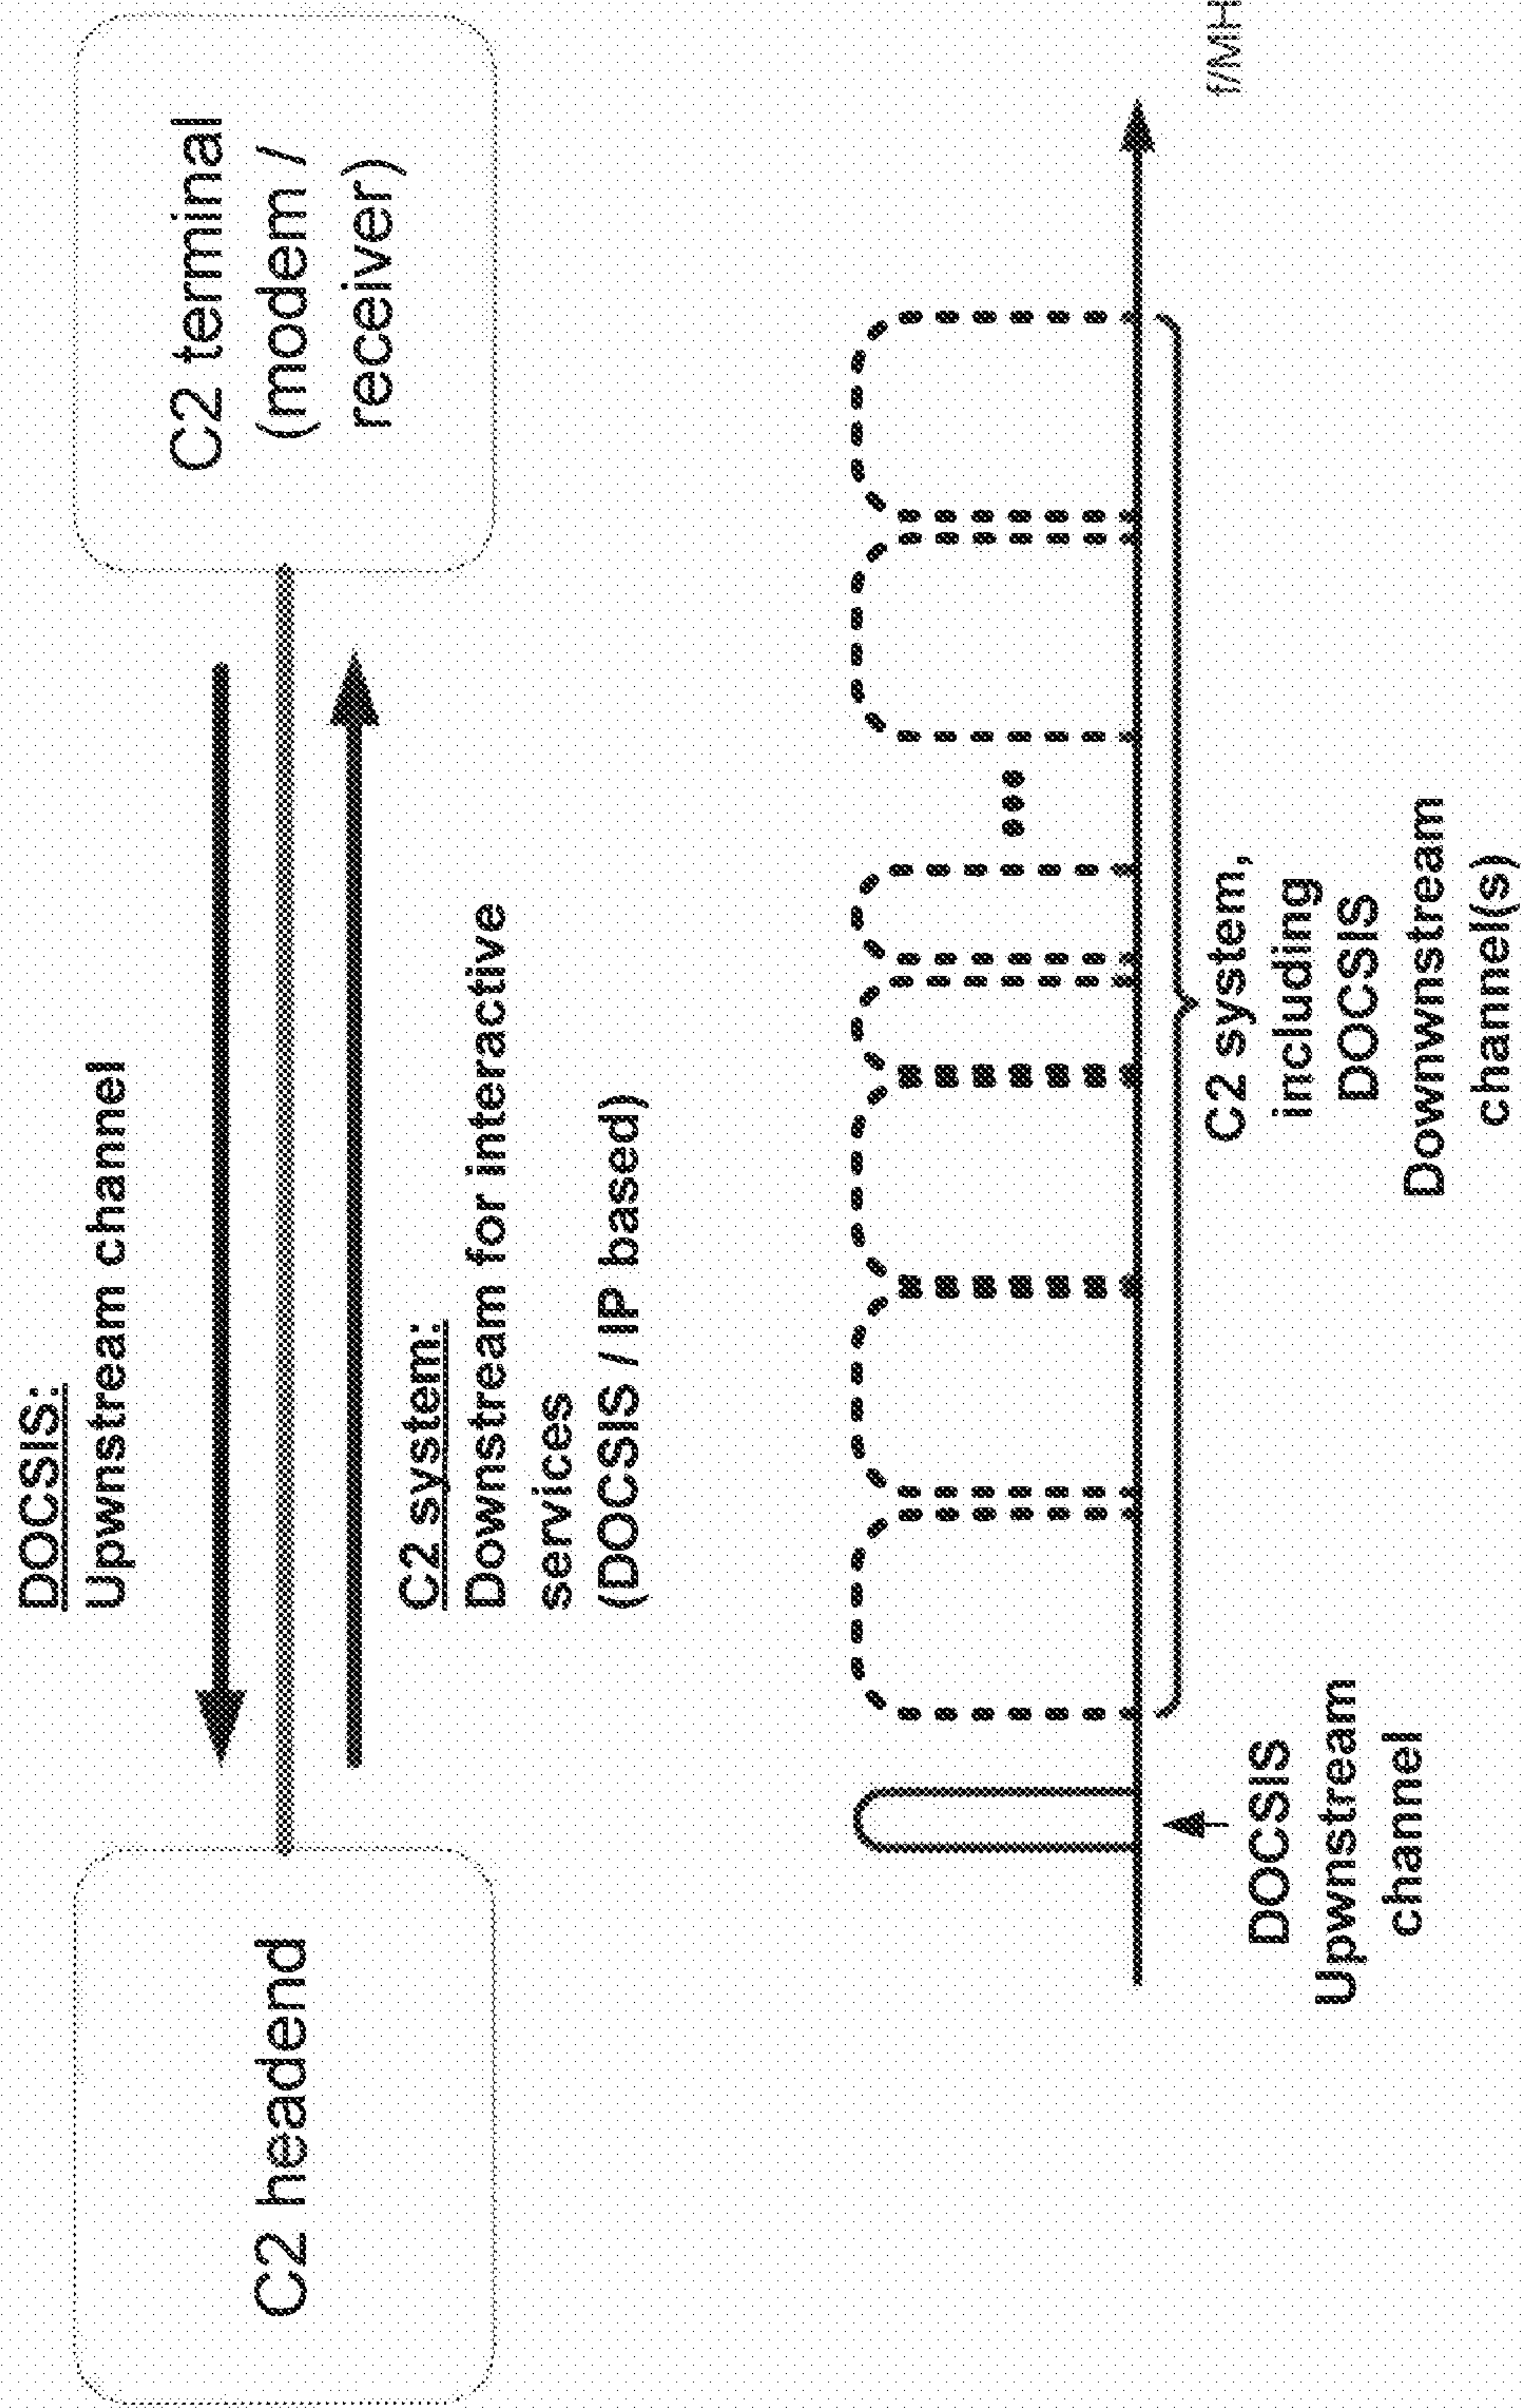 DOCSIS:
Upwnstream channel
C2 headend
C2 terminal
(modem /
receiver)
C2 system:
Downstream for interactive
services
(DOCSIS / IP based)
f/MH
DOCSIS
Upwnstream
channel
C2 system,
including
DOCSIS
Downwnstream
channel(s)